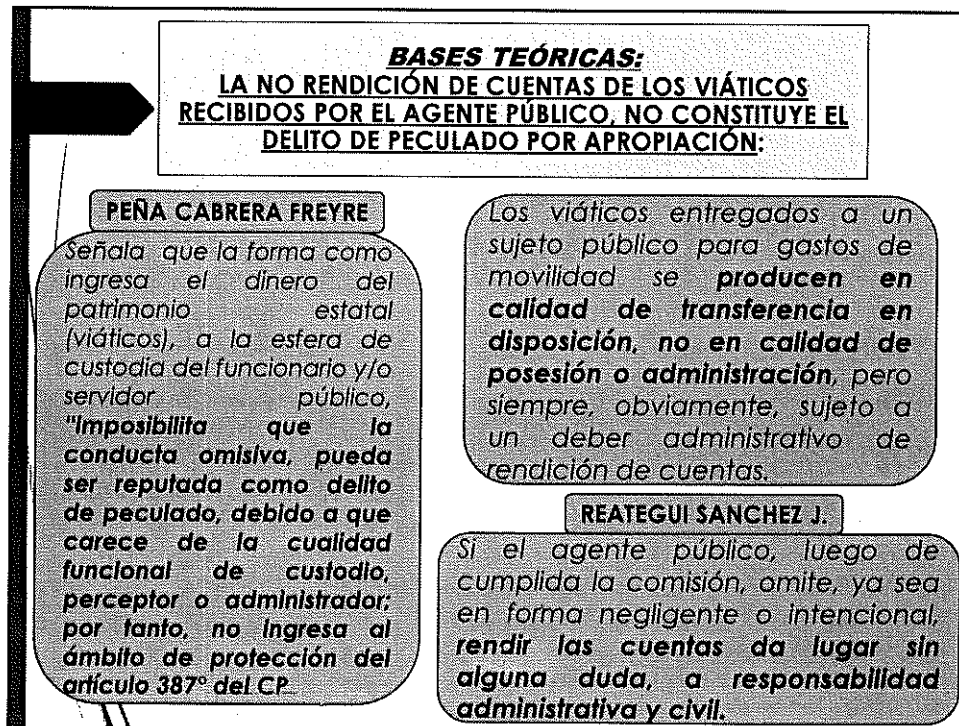 BASES TEÓRICAS:
LA NO RENDICIÓN DE CUENTAS DE LOS VIÁTICOS
RECIBIDOS POR EL AGENTE PÚBLICO, NO CONSTITUYE EL
DELITO DE PECULADO POR APROPIACIÓN:
PEÑA CABRERA FREYRE
Señala que la forma como
ingresa el dinero del
patrimonio estatal
(viáticos), a la esfera de
custodia del funcionario y/o
servidor público,
"Imposibilita que la
conducta omisiva, pueda
ser reputada como delito
de peculado, debido a que
carece de la cualidad
funcional de custodio,
perceptor o administrador;
por tanto, no ingresa al
ámbito de protección del
artículo 387° del CP
Los viáticos entregados a un
sujeto público para gastos de
movilidad se producen en
calidad de transferencia en
disposición, no en calidad de
posesión o administración, pero
siempre, obviamente, sujeto a
un deber administrativo de
rendición de cuentas.
REATEGUI SANCHEZ J.
Si el agente público, luego de
cumplida la comisión, omite, ya sea
en forma negligente o intencional,
rendir las cuentas da lugar sin
alguna duda, a responsabilidad
administrativa y civil.